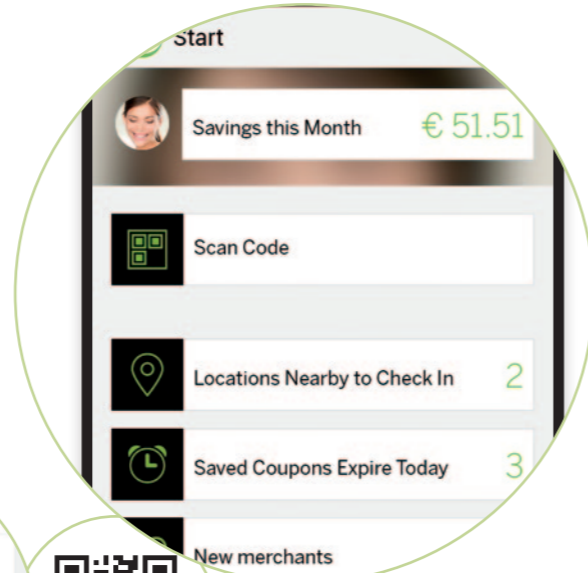 Start
Savings this Month € 51.51
Scan Code
Locations Nearby to Check In 2
Saved Coupons Expire Today 3
New merchants